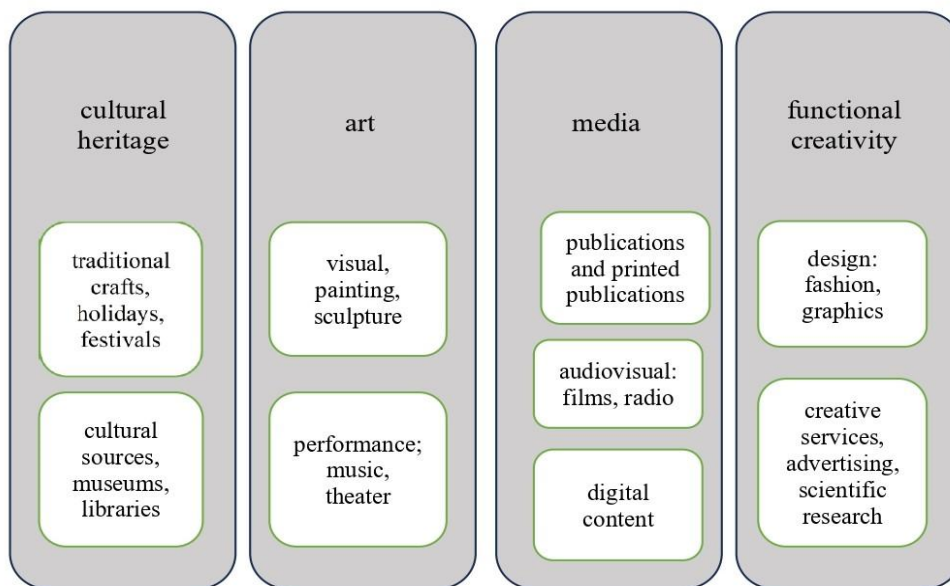 cultural
heritage
traditional
crafts,
holidays,
festivals
cultural
sources,
museums,
libraries
art
visual,
painting,
sculpture
performance;
music,
theater
media
publications
and printed
publications
audiovisual:
films, radio
digital
content
functional
creativity
design:
fashion,
graphics
creative
services,
advertising,
scientific
research